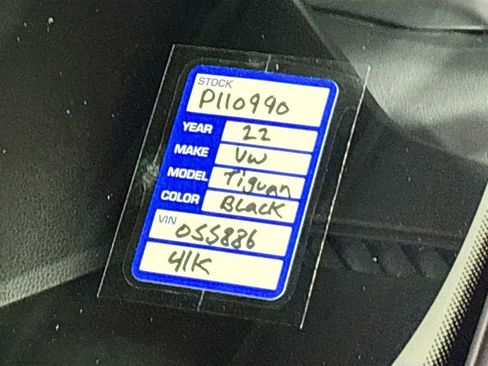 STOCK
P110990
YEAR 22
MAKE VW
MODEL Tiguan
COLOR BLACK
VIN
055886
41K